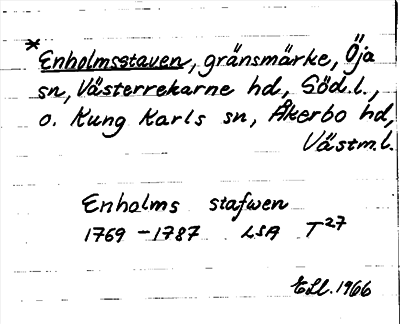 * Enholmsstaven, gränsmärke, Öja
sn, Västerrekarne hd, Söd.l.,
o. Kung Karls sn, Åkerbo hd,
Västm.l.
Enholms stafwen
1769-1787 LSA T27
1966